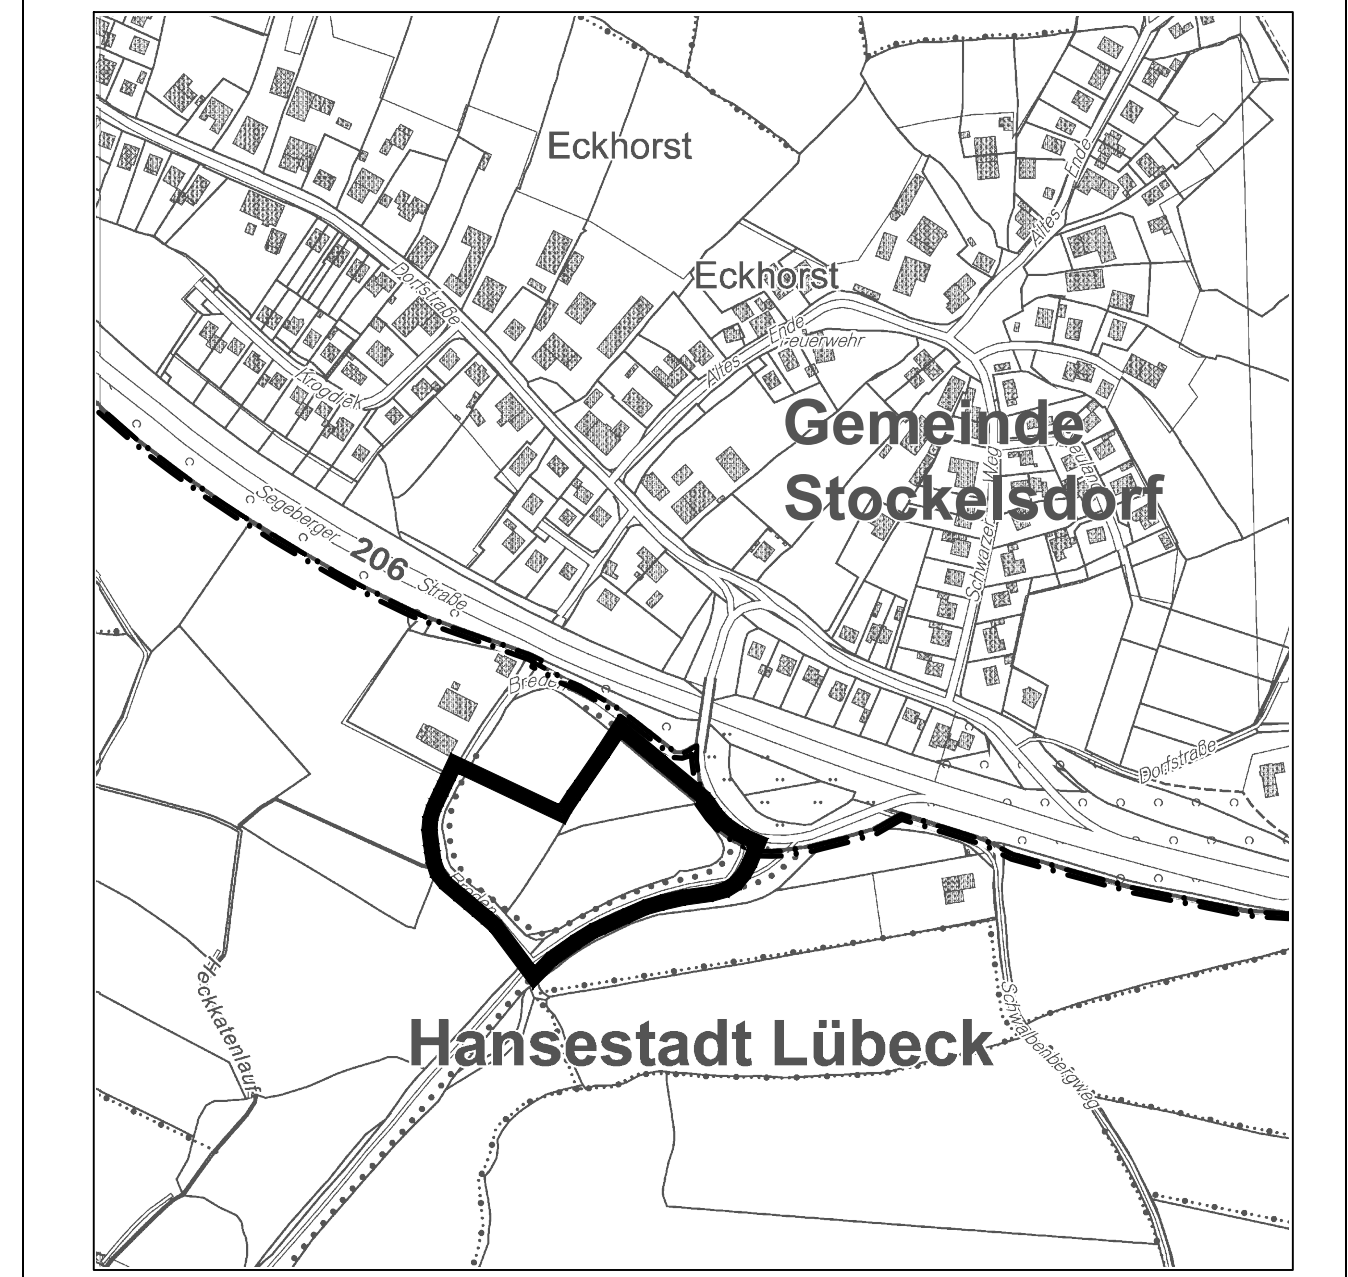 Eckhorst
Ende
Altes
Eckhorst
Dorfstraße
Ende
Feuerwehr
Altes
Krogdiek
Gemeinde
Stockelsdorf
Schwarzer Weg
Segeberger
206
Straße
Breden
Dorfstraße
Breden
Heckkatenlauf
Schwalbenbergweg
Hansestadt Lübeck